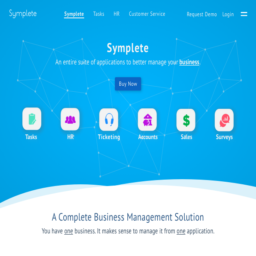 Symplete Symplete Tasks HR Customer Service Request Demo Login
Symplete
An entire suite of applications to better manage your business.
Buy Now
Tasks HR Ticketing Accounts Sales Surveys
A Complete Business Management Solution
You have one business. It makes sense to manage it from one application.